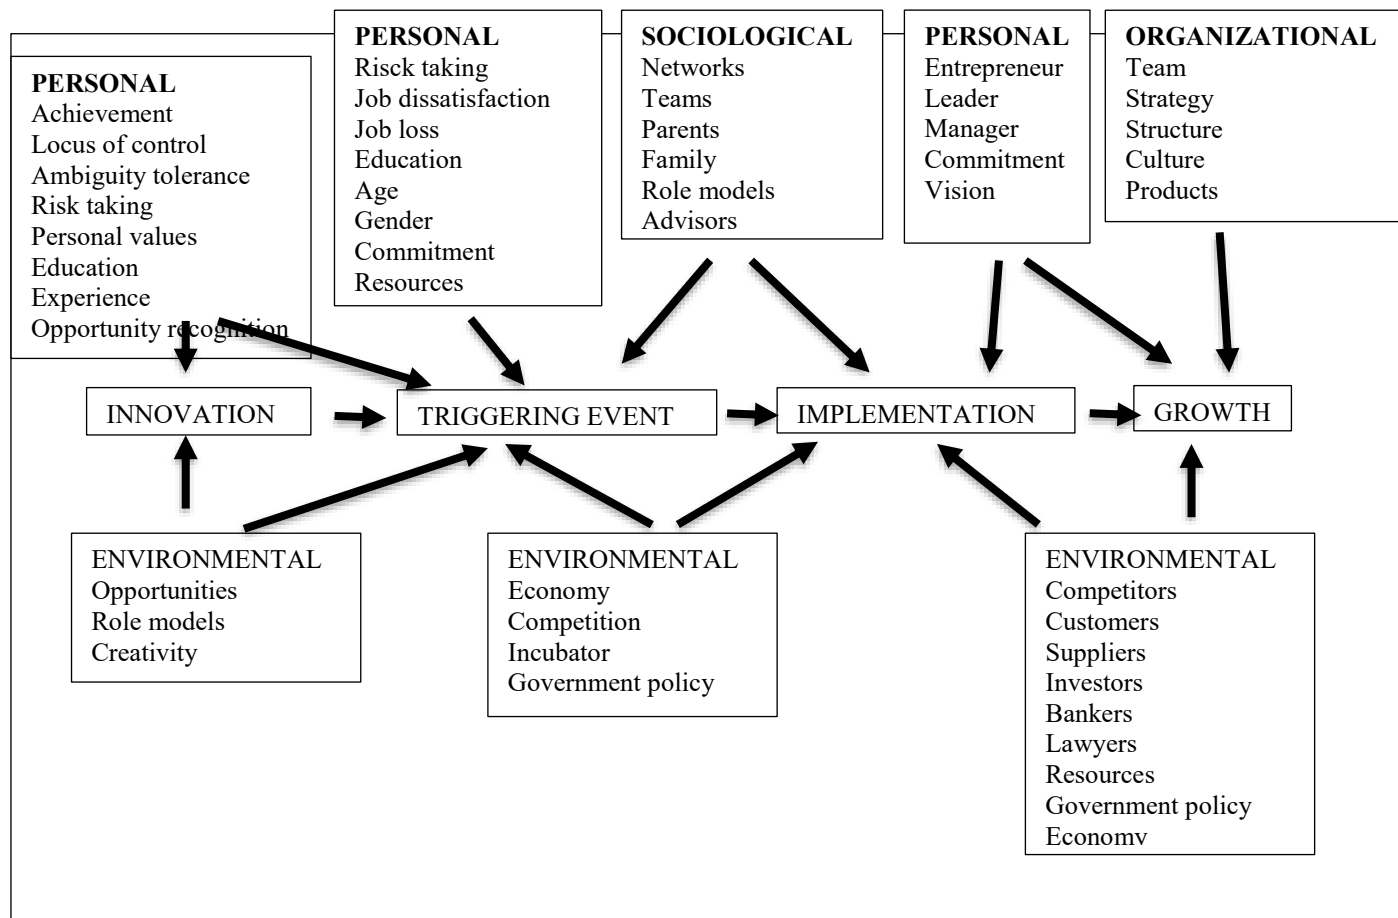 PERSONAL
Achievement
Locus of control
Ambiguity tolerance
Risk taking
Personal values
Education
Experience
Opportunity recognition
PERSONAL
Risck taking
Job dissatisfaction
Job loss
Education
Age
Gender
Commitment
Resources
SOCIOLOGICAL
Networks
Teams
Parents
Family
Role models
Advisors
PERSONAL
Entrepreneur
Leader
Manager
Commitment
Vision
ORGANIZATIONAL
Team
Strategy
Structure
Culture
Products
INNOVATION
TRIGGERING EVENT
IMPLEMENTATION
GROWTH
ENVIRONMENTAL
Opportunities
Role models
Creativity
ENVIRONMENTAL
Economy
Competition
Incubator
Government policy
ENVIRONMENTAL
Competitors
Customers
Suppliers
Investors
Bankers
Lawyers
Resources
Government policy
Economy